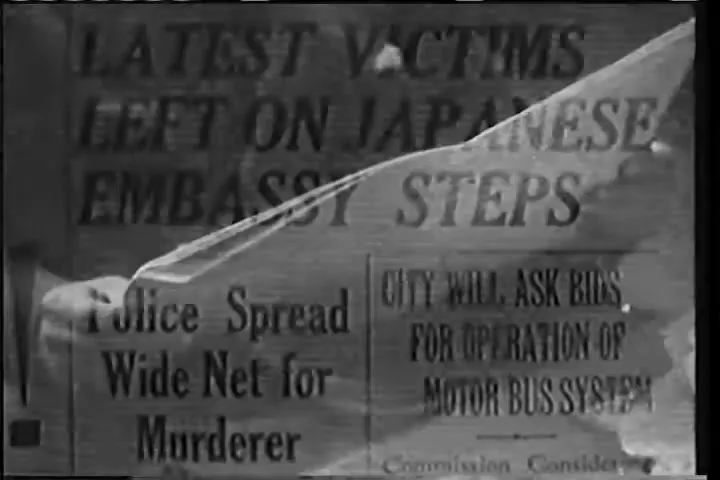 LATEST VICTIMS
LEFT ON JAPANESE
EMBASSY STEPS
!
Police Spread
Wide Net for
Murderer
CITY WILL ASK BIDS
FOR OPERATION OF
MOTOR BUS SYSTEM
Commission